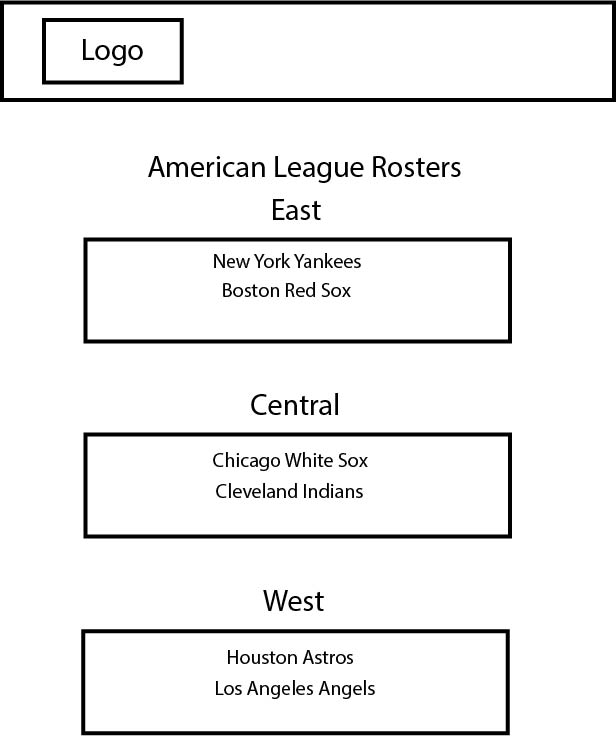 Logo
American League Rosters
East
New York Yankees
Boston Red Sox
Central
Chicago White Sox
Cleveland Indians
West
Houston Astros
Los Angeles Angels